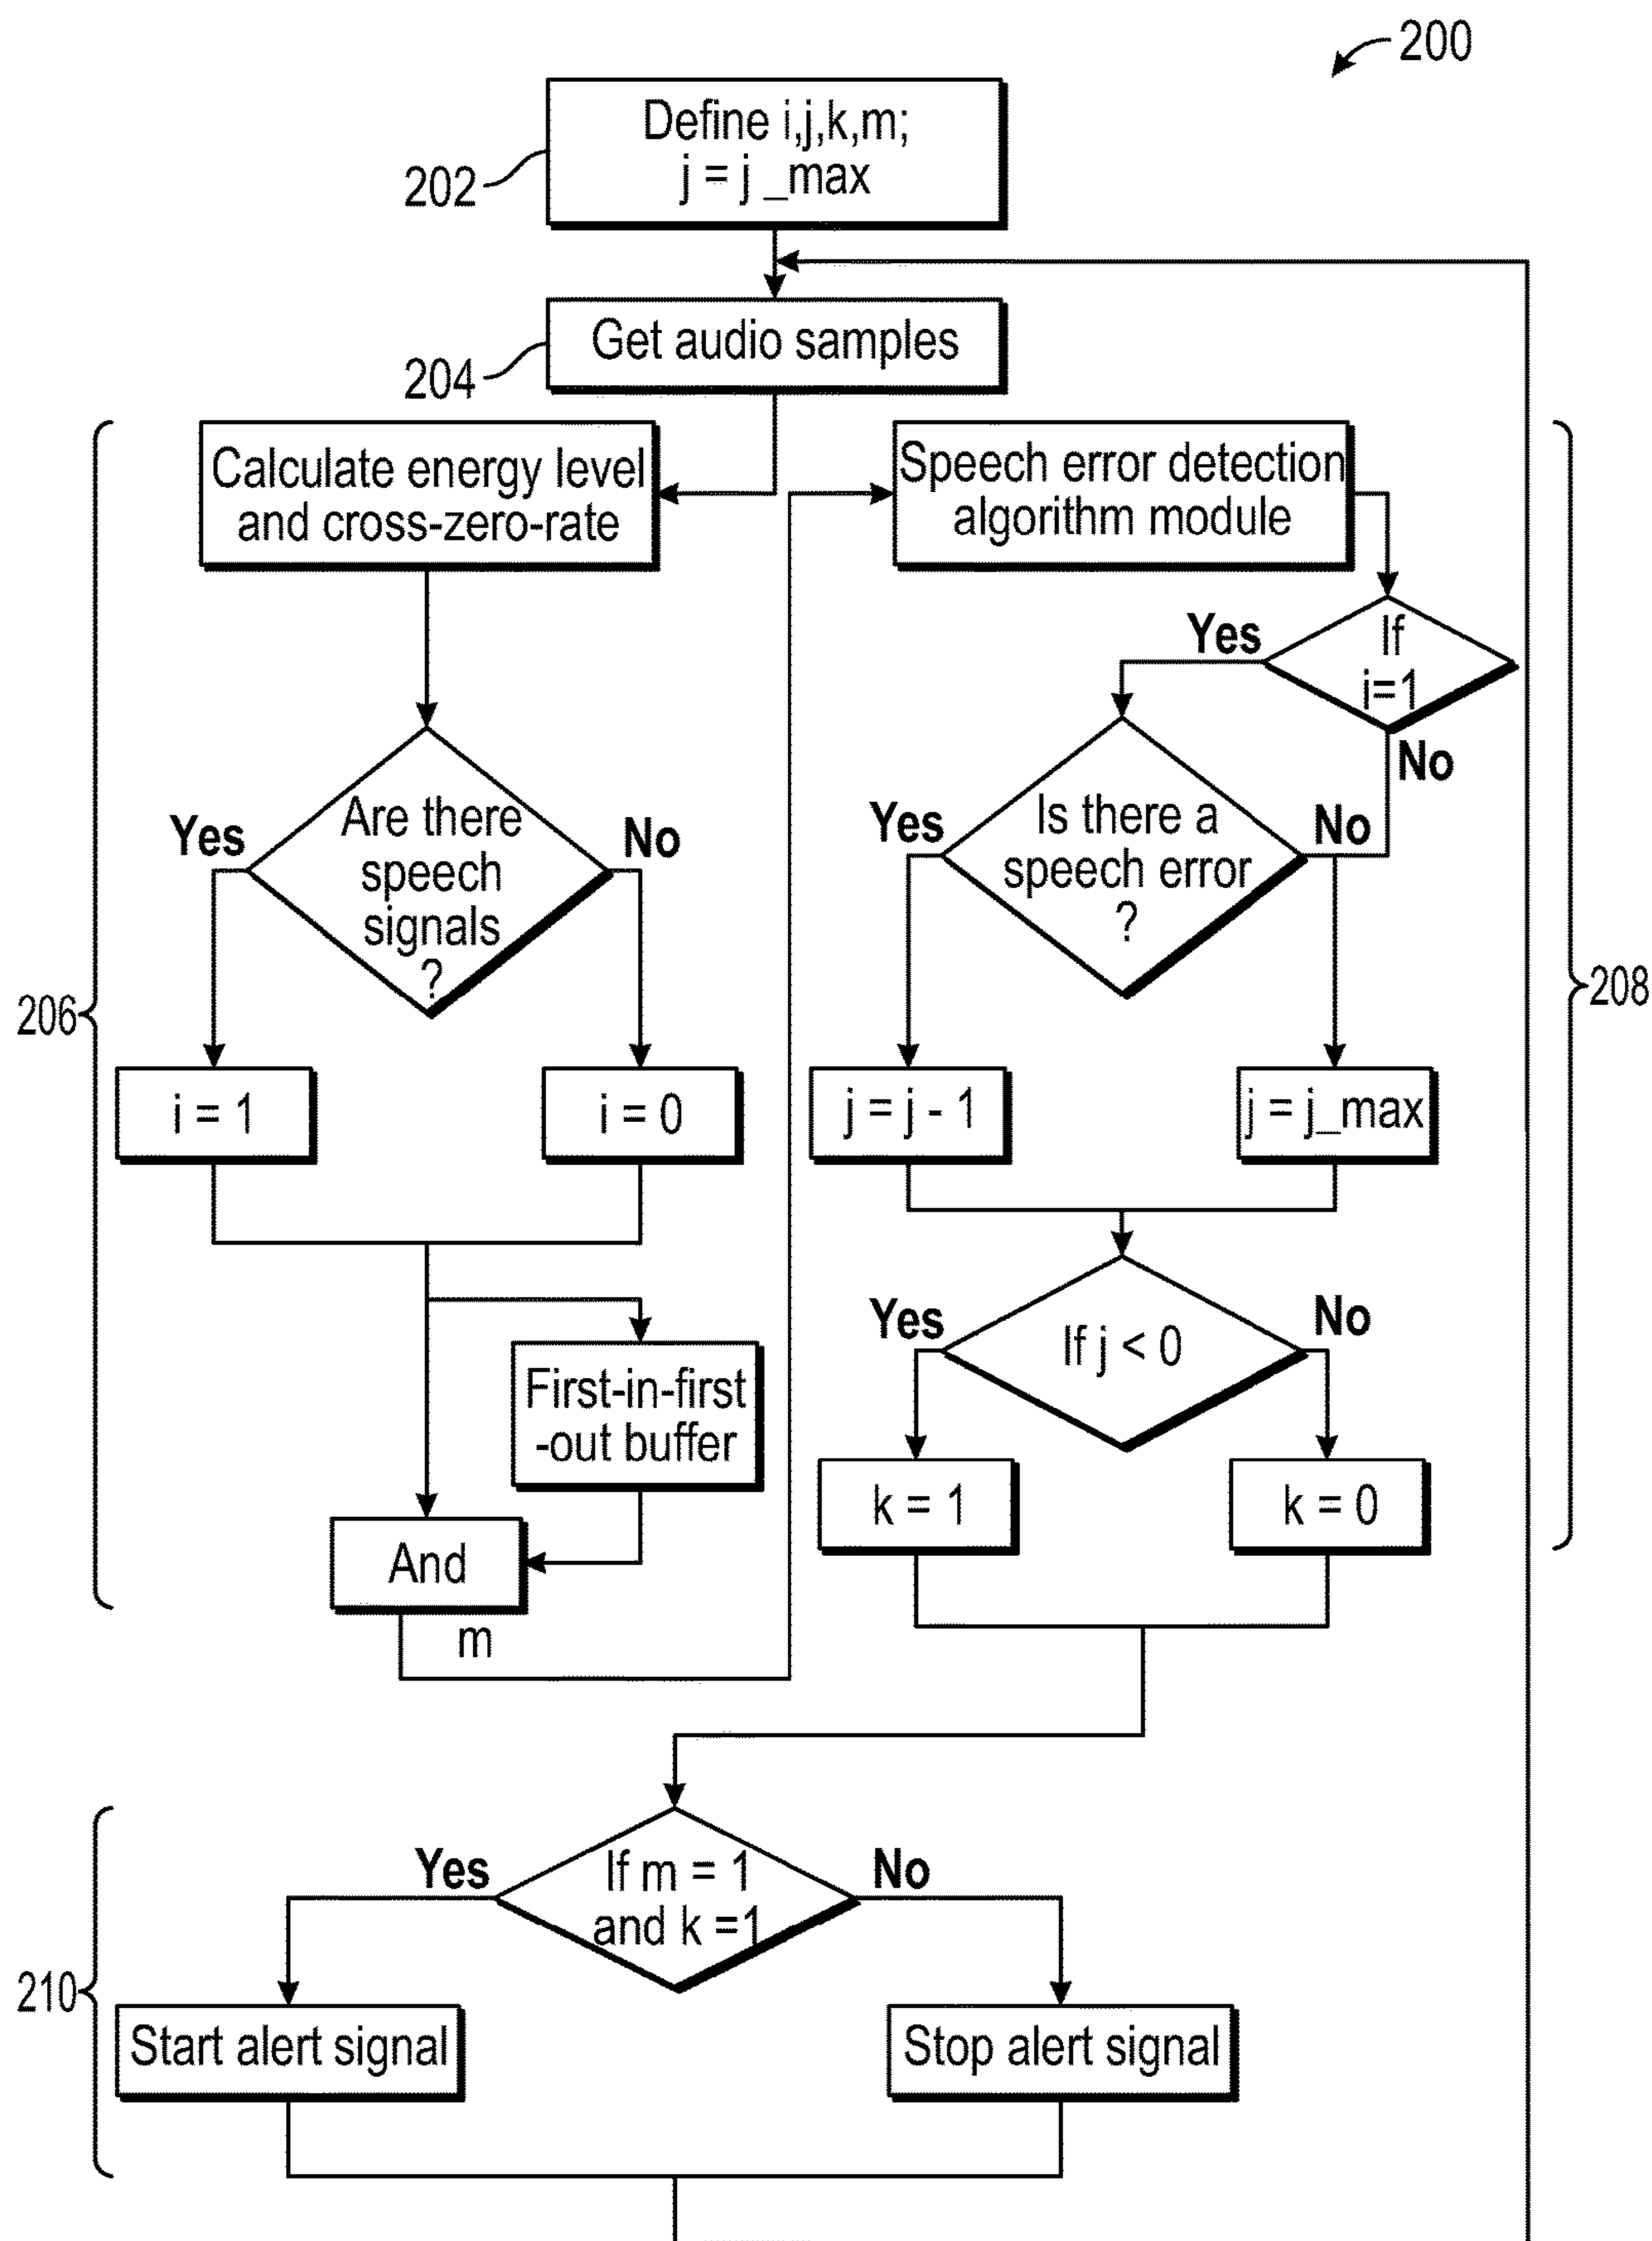 200
Define i,j,k,m;
j = j _max
202
Get audio samples
204
Calculate energy level
and cross-zero-rate
Speech error detection
algorithm module
Yes
If
i=1
No
Are there
speech
signals
?
Yes
No
Is there a
speech error
?
Yes
No
206
208
i = 1
i = 0
j = j - 1
j = j_max
Yes
If j < 0
No
First-in-first
-out buffer
k = 1
k = 0
And
m
Yes
If m = 1
and k =1
No
210
Start alert signal
Stop alert signal